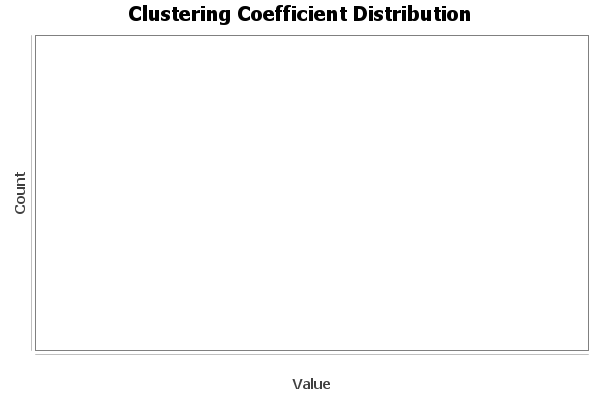 Clustering Coefficient Distribution
Count
Value